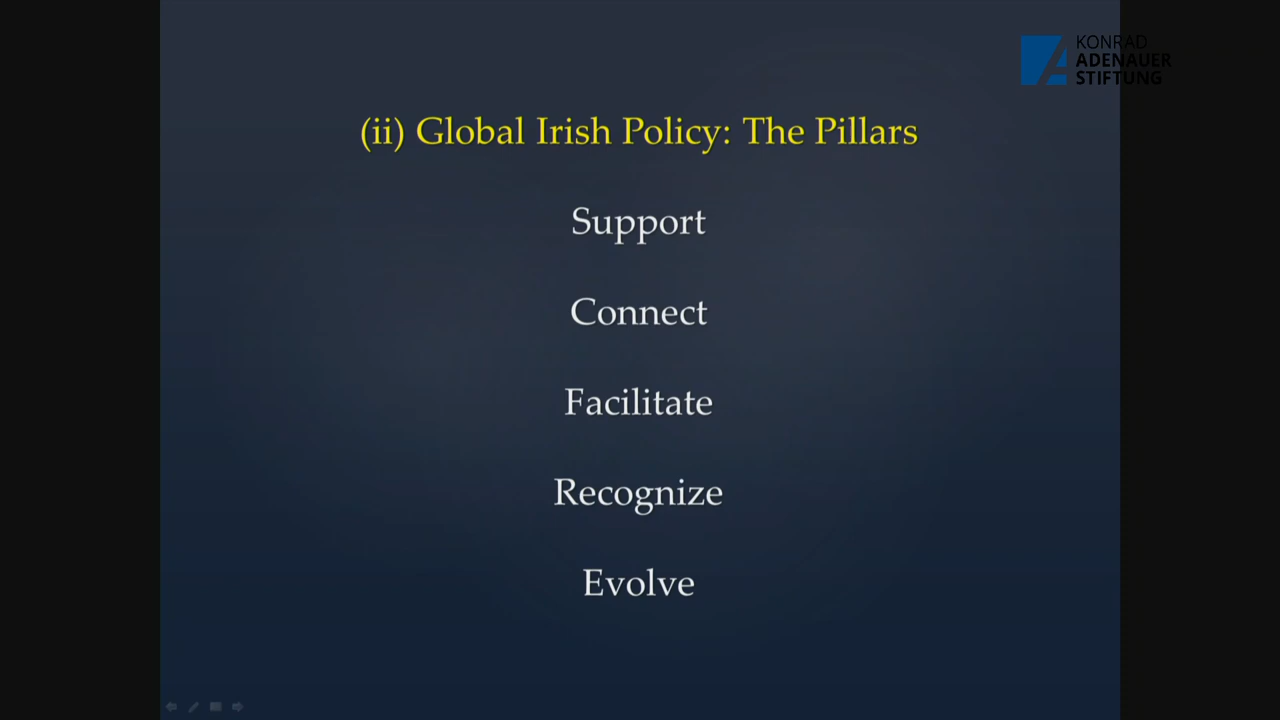 KONRAD
ADENAUER
STIFTUNG
(ii) Global Irish Policy: The Pillars
Support
Connect
Facilitate
Recognize
Evolve